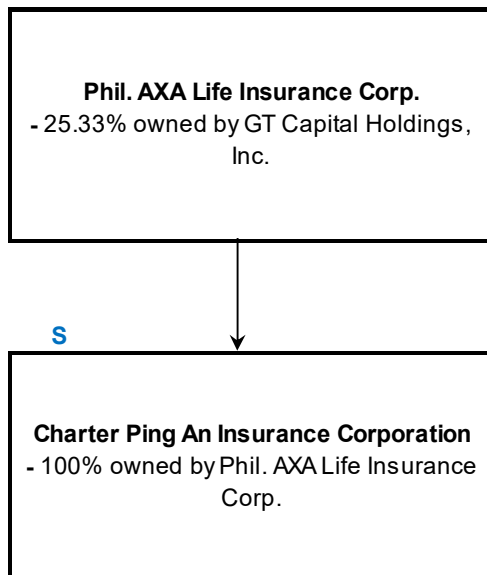 Phil. AXA Life Insurance Corp.
- 25.33% owned by GT Capital Holdings,
Inc.
S
Charter Ping An Insurance Corporation
- 100% owned by Phil. AXA Life Insurance
Corp.